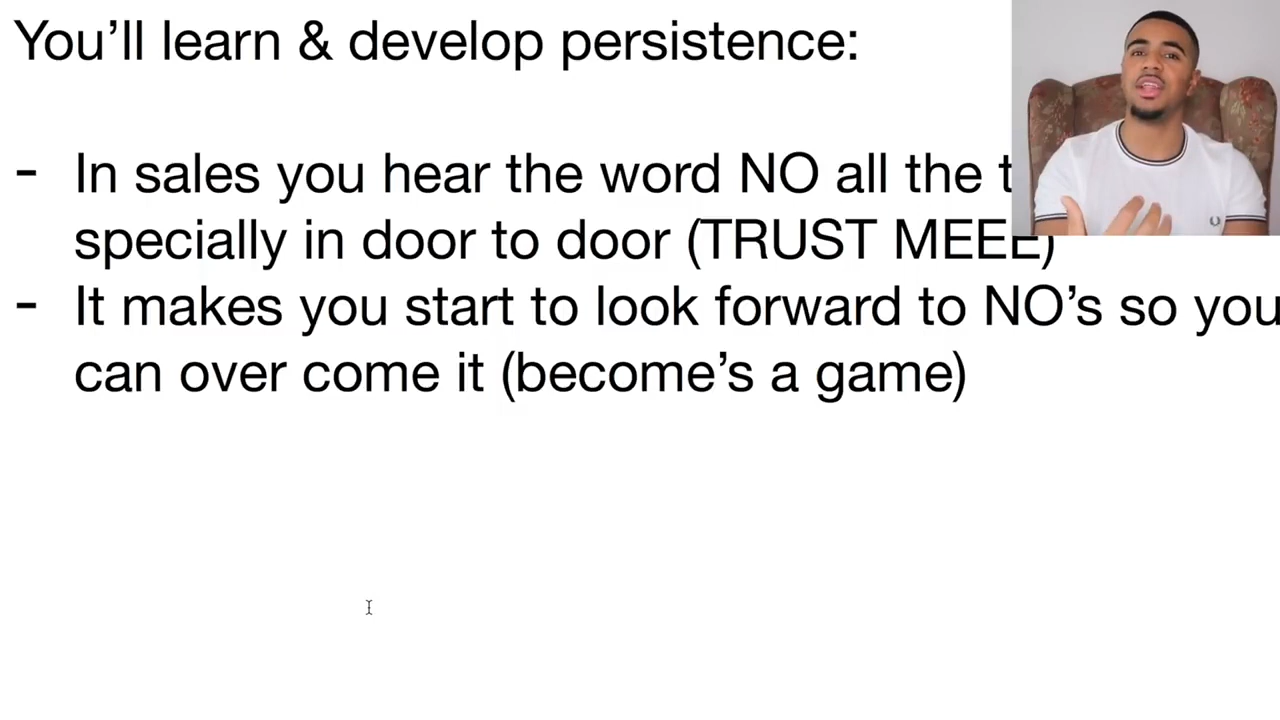 You’ll learn & develop persistence:
- In sales you hear the word NO all the
specially in door to door (TRUST MEEE)
- It makes you start to look forward to NO’s so you
can over come it (become’s a game)